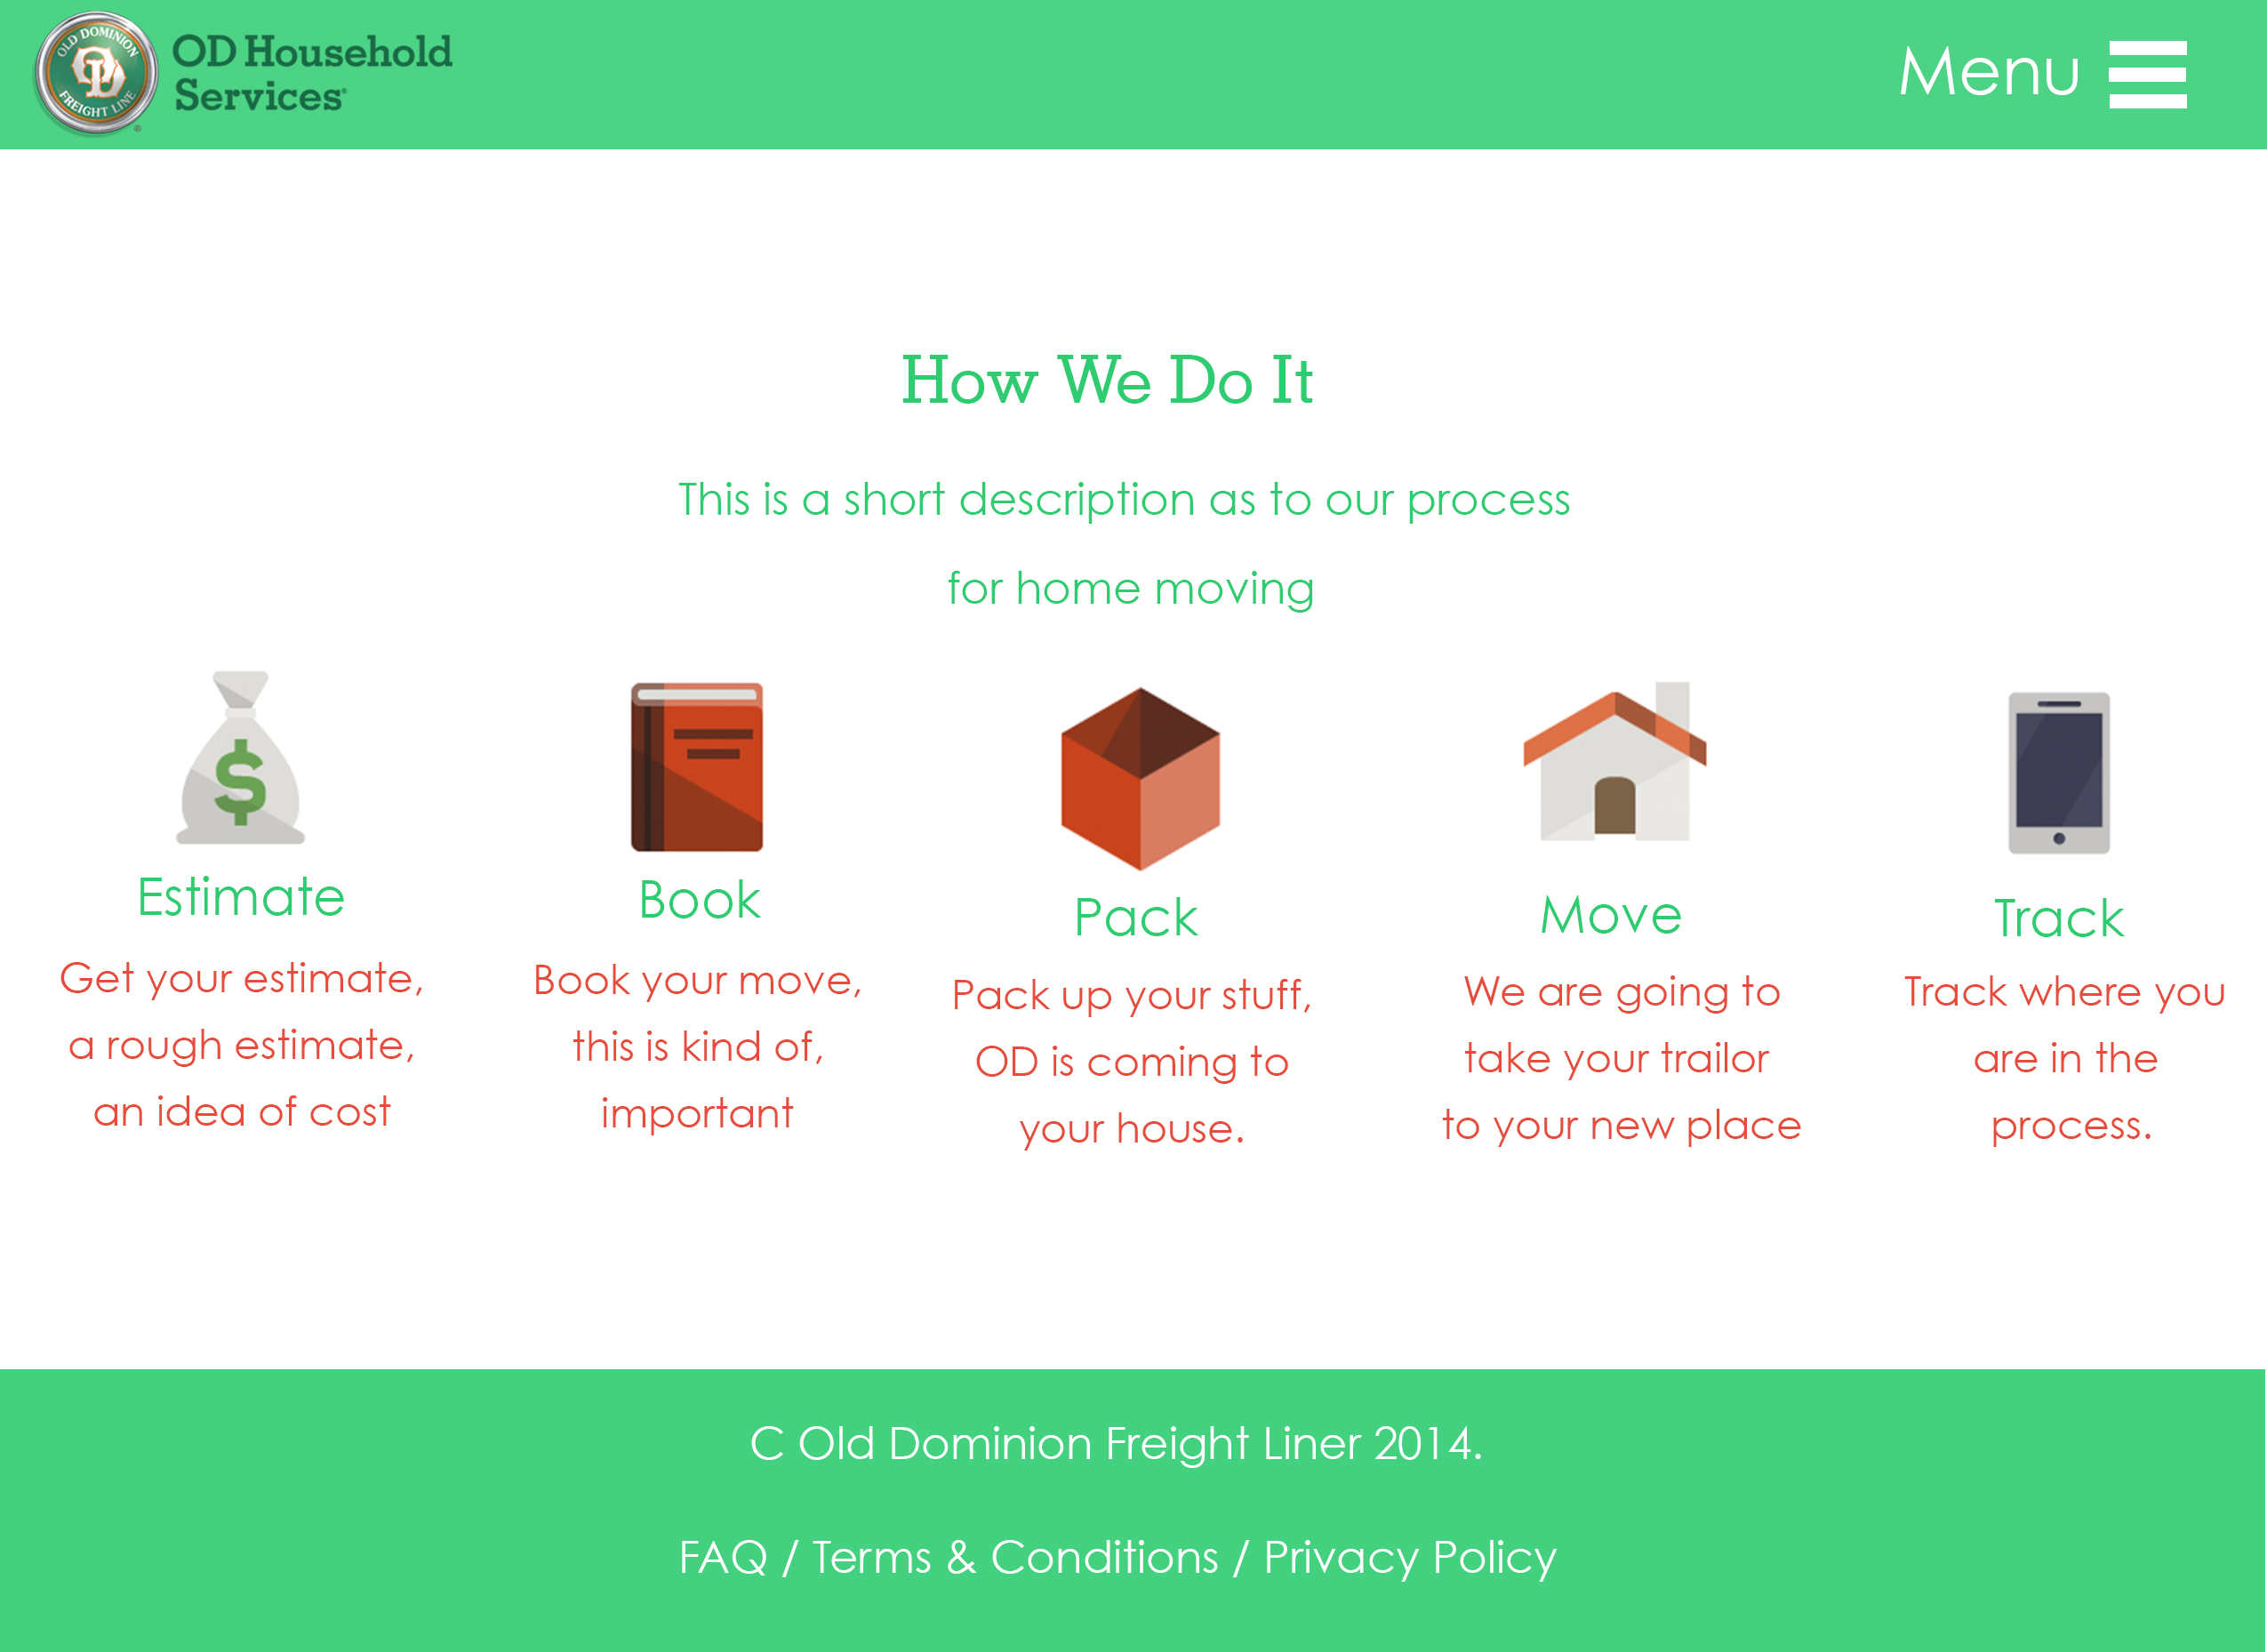 OLD DOMINION
OD
FREIGHT LINE
®
OD Household
Services®
Menu
How We Do It
This is a short description as to our process
for home moving
$
Estimate
Get your estimate,
a rough estimate,
an idea of cost
Book
Book your move,
this is kind of,
important
Pack
Pack up your stuff,
OD is coming to
your house.
Move
We are going to
take your trailor
to your new place
Track
Track where you
are in the
process.
C Old Dominion Freight Liner 2014.
FAQ / Terms & Conditions / Privacy Policy